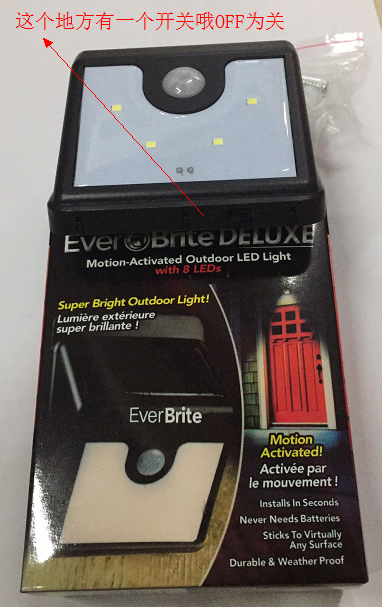 这个地方有一个开关哦OFF为关
Ever Brite DELUXE
Motion-Activated Outdoor LED Light
with 8 LEDs
Super Bright Outdoor Light!
Lumière extérieure
super brillante !
EverBrite
Motion
Activated!
Activée par
le mouvement !
Installs In Seconds
Never Needs Batteries
Sticks To Virtually
Any Surface
Durable & Weather Proof